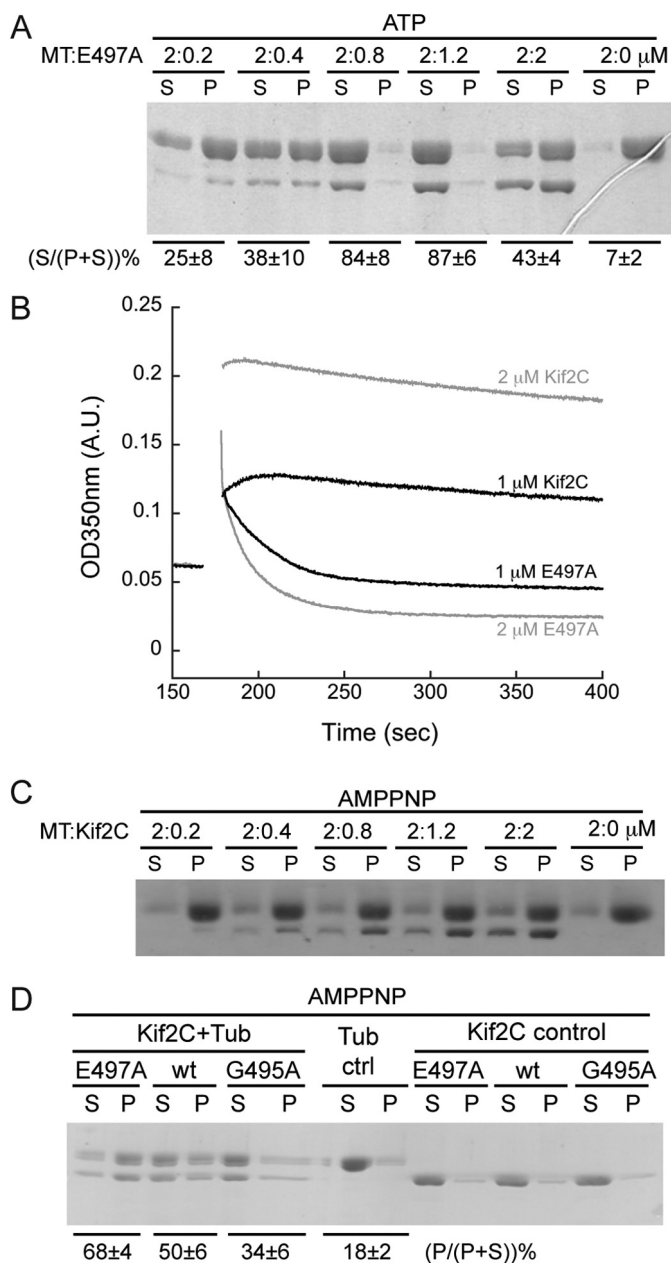 A
ATP
MT:E497A 2:0.2 2:0.4 2:0.8 2:1.2 2:2 2:0 μM
S P S P S P S P S P S P
(S/(P+S))% 25±8 38±10 84±8 87±6 43±4 7±2
B
OD350nm (A.U.)
0.25
0.2
0.15
0.1
0.05
0
2 μM Kif2C
1 μM Kif2C
1 μM E497A
2 μM E497A
150 200 250 300 350 400
Time (sec)
C
AMPPNP
MT:Kif2C 2:0.2 2:0.4 2:0.8 2:1.2 2:2 2:0 μM
S P S P S P S P S P S P
D
AMPPNP
Kif2C+Tub Tub ctrl Kif2C control
E497A wt G495A E497A wt G495A
S P S P S P S P S P S P S P
68±4 50±6 34±6 18±2 (P/(P+S))%